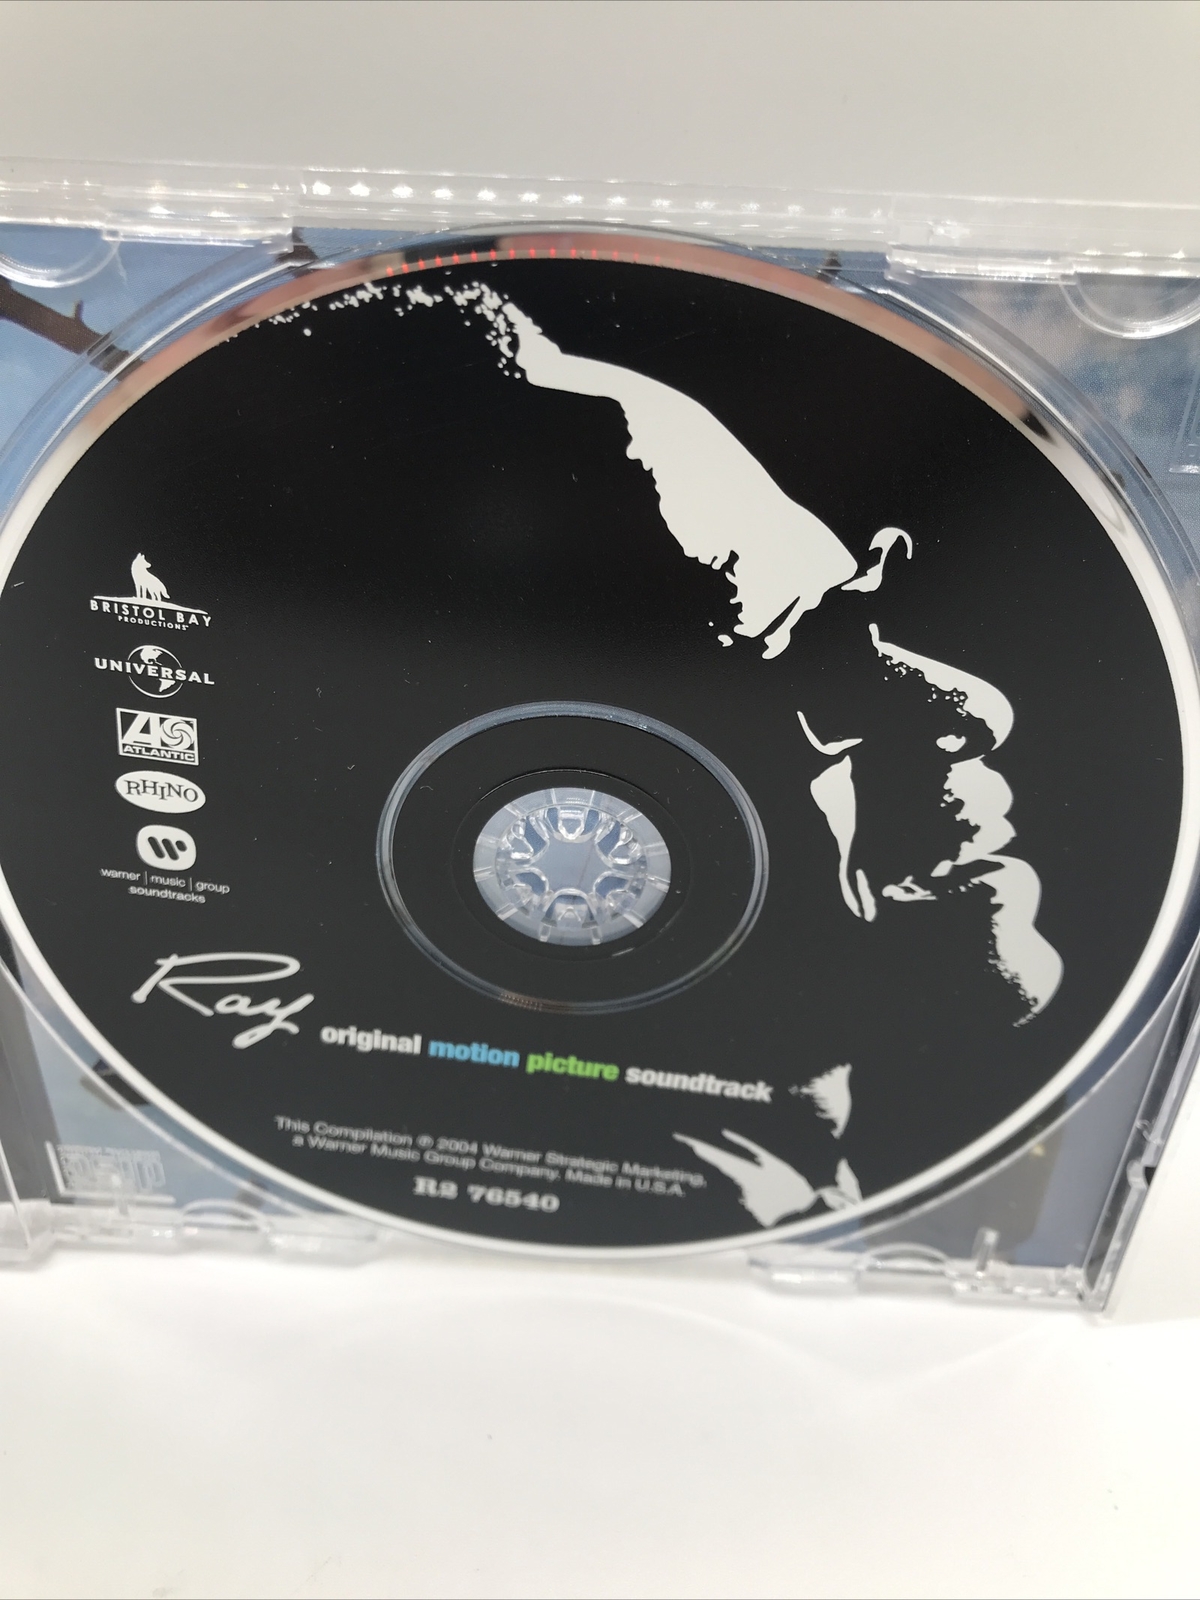 BRISTOL BAY
PRODUCTIONS
UNIVERSAL
ATLANTIC
RHINO
warner | music | group
soundtracks
Ray
original motion picture soundtrack
This Compilation ℗ 2004 Warner Strategic Marketing,
a Warner Music Group Company. Made in U.S.A.
R2 76540